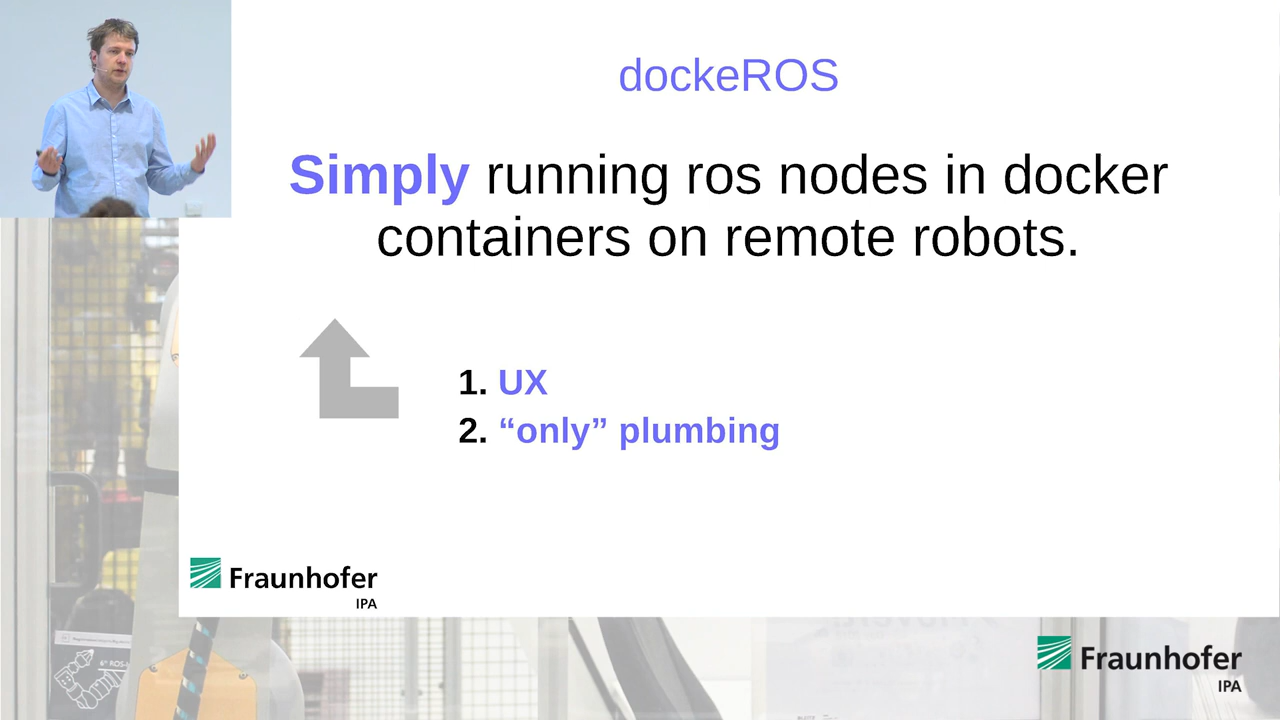 dockeROS
Simply running ros nodes in docker
containers on remote robots.
1. UX
2. “only” plumbing
Fraunhofer
IPA
Fraunhofer
IPA